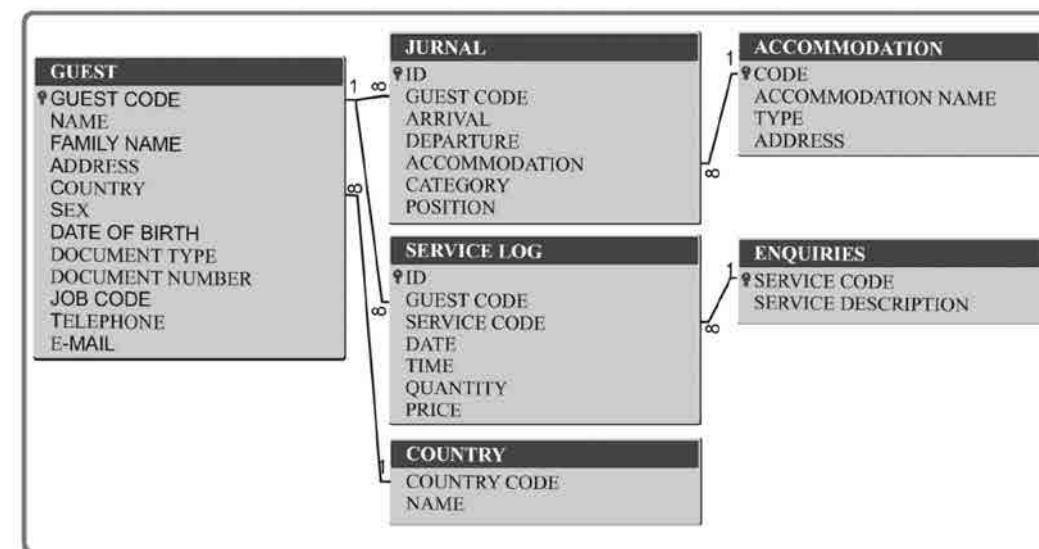 GUEST
GUEST CODE
NAME
FAMILY NAME
ADDRESS
COUNTRY
SEX
DATE OF BIRTH
DOCUMENT TYPE
DOCUMENT NUMBER
JOB CODE
TELEPHONE
E-MAIL
1
∞
∞
∞
1
JURNAL
ID
GUEST CODE
ARRIVAL
DEPARTURE
ACCOMMODATION
CATEGORY
POSITION
SERVICE LOG
ID
GUEST CODE
SERVICE CODE
DATE
TIME
QUANTITY
PRICE
COUNTRY
COUNTRY CODE
NAME
1
∞
1
∞
ACCOMMODATION
CODE
ACCOMMODATION NAME
TYPE
ADDRESS
ENQUIRIES
SERVICE CODE
SERVICE DESCRIPTION